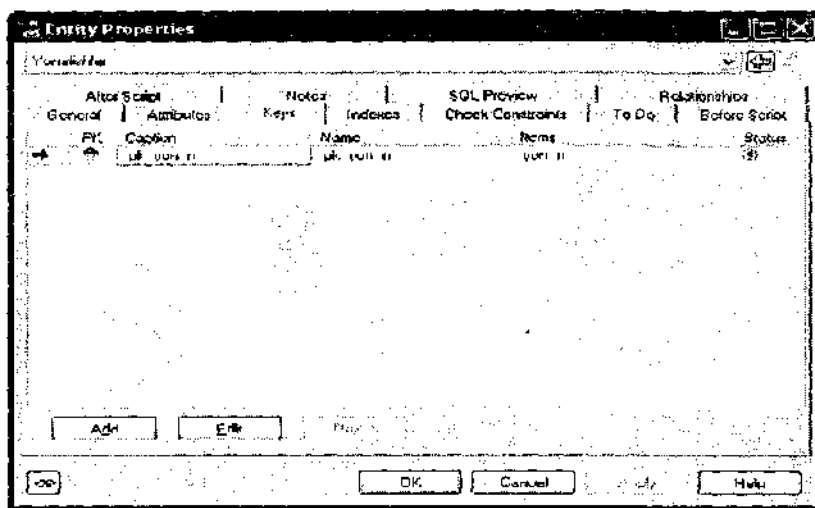 Entity Properties
After Script Notes SQL Preview Relationships
General Attributes Keys Indexes Check Constraints To Do Before Script
PK Caption Name Items Status
Add Edit
OK Cancel Help